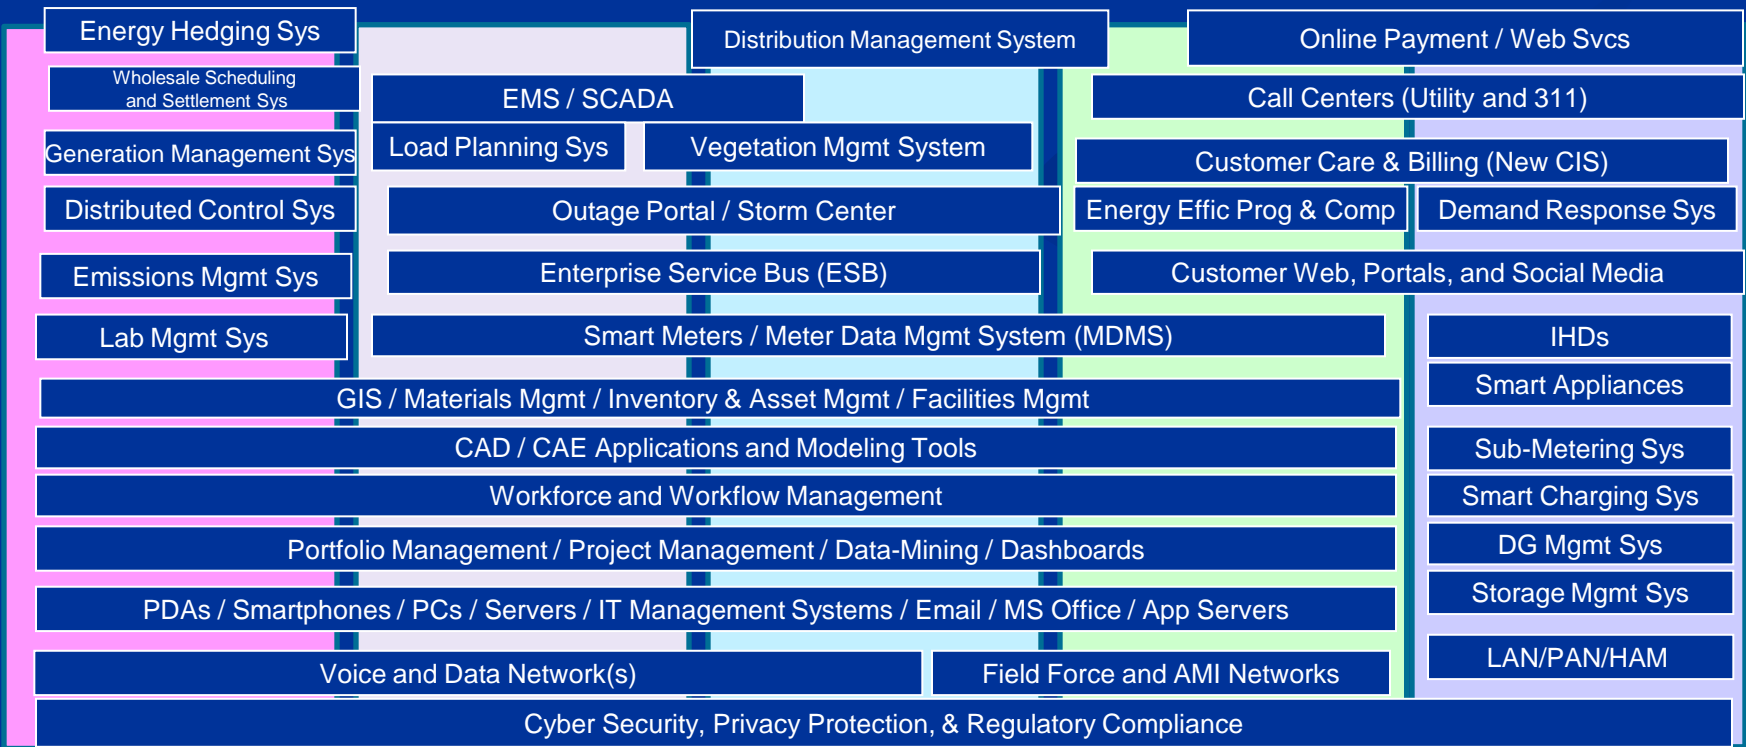 Energy Hedging Sys
Distribution Management System
Online Payment / Web Svcs
Wholesale Scheduling
and Settlement Sys
EMS / SCADA
Call Centers (Utility and 311)
Generation Management Sys
Load Planning Sys
Vegetation Mgmt System
Customer Care & Billing (New CIS)
Distributed Control Sys
Outage Portal / Storm Center
Energy Effic Prog & Comp
Demand Response Sys
Emissions Mgmt Sys
Enterprise Service Bus (ESB)
Customer Web, Portals, and Social Media
Lab Mgmt Sys
Smart Meters / Meter Data Mgmt System (MDMS)
IHDs
Smart Appliances
GIS / Materials Mgmt / Inventory & Asset Mgmt / Facilities Mgmt
CAD / CAE Applications and Modeling Tools
Sub-Metering Sys
Workforce and Workflow Management
Smart Charging Sys
Portfolio Management / Project Management / Data-Mining / Dashboards
DG Mgmt Sys
PDAs / Smartphones / PCs / Servers / IT Management Systems / Email / MS Office / App Servers
Storage Mgmt Sys
Voice and Data Network(s)
Field Force and AMI Networks
LAN/PAN/HAM
Cyber Security, Privacy Protection, & Regulatory Compliance